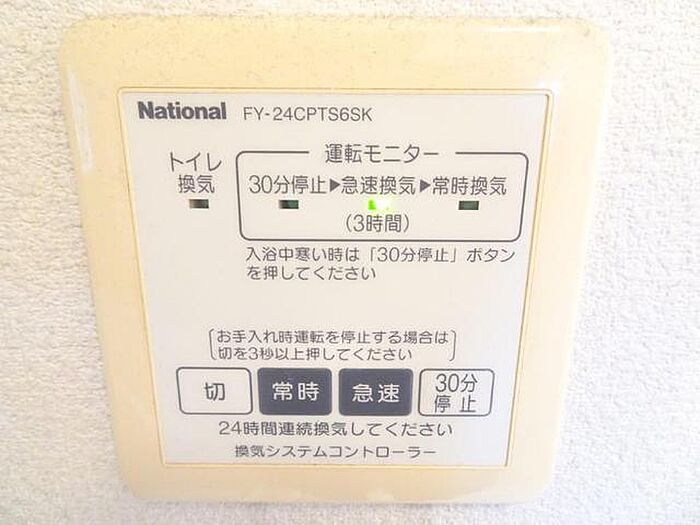 National FY-24CPTS6SK
運転モニター
トイレ
換気
30分停止▶急速換気▶常時換気
(3時間)
入浴中寒い時は「30分停止」ボタン
を押してください
お手入れ時運転を停止する場合は
切を3秒以上押してください
切 常時 急速 30分
停止
24時間連続換気してください
換気システムコントローラー